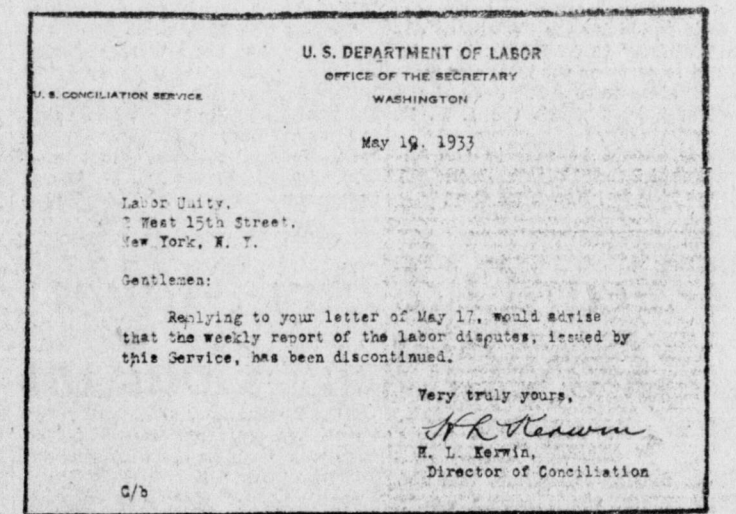 U. S. DEPARTMENT OF LABOR
OFFICE OF THE SECRETARY
U. S. CONCILIATION SERVICE
WASHINGTON
May 19. 1933
Labor Unity,
2 West 15th Street,
New York, N. Y.
Gentlemen:
Replying to your letter of May 17, would advise
that the weekly report of the labor disputes, issued by
this Service, has been discontinued.
Very truly yours,
H L Kerwin
H. L. Kerwin,
Director of Conciliation
C/b